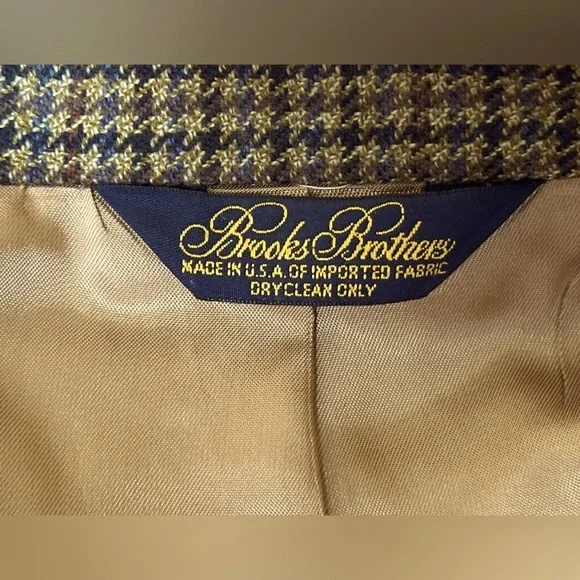 Brooks Brothers
MADE IN U.S.A. OF IMPORTED FABRIC
DRY CLEAN ONLY